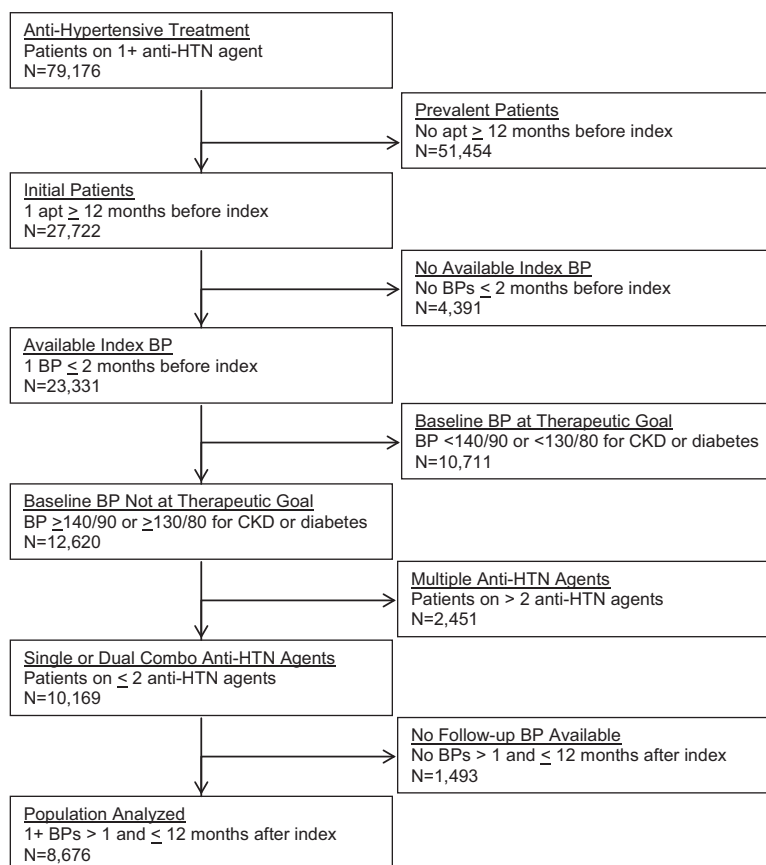 Anti-Hypertensive Treatment
Patients on 1+ anti-HTN agent
N=79,176
Prevalent Patients
No apt ≥ 12 months before index
N=51,454
Initial Patients
1 apt ≥ 12 months before index
N=27,722
No Available Index BP
No BPs ≤ 2 months before index
N=4,391
Available Index BP
1 BP ≤ 2 months before index
N=23,331
Baseline BP at Therapeutic Goal
BP <140/90 or <130/80 for CKD or diabetes
N=10,711
Baseline BP Not at Therapeutic Goal
BP ≥140/90 or ≥130/80 for CKD or diabetes
N=12,620
Multiple Anti-HTN Agents
Patients on > 2 anti-HTN agents
N=2,451
Single or Dual Combo Anti-HTN Agents
Patients on ≤ 2 anti-HTN agents
N=10,169
No Follow-up BP Available
No BPs > 1 and ≤ 12 months after index
N=1,493
Population Analyzed
1+ BPs > 1 and ≤ 12 months after index
N=8,676